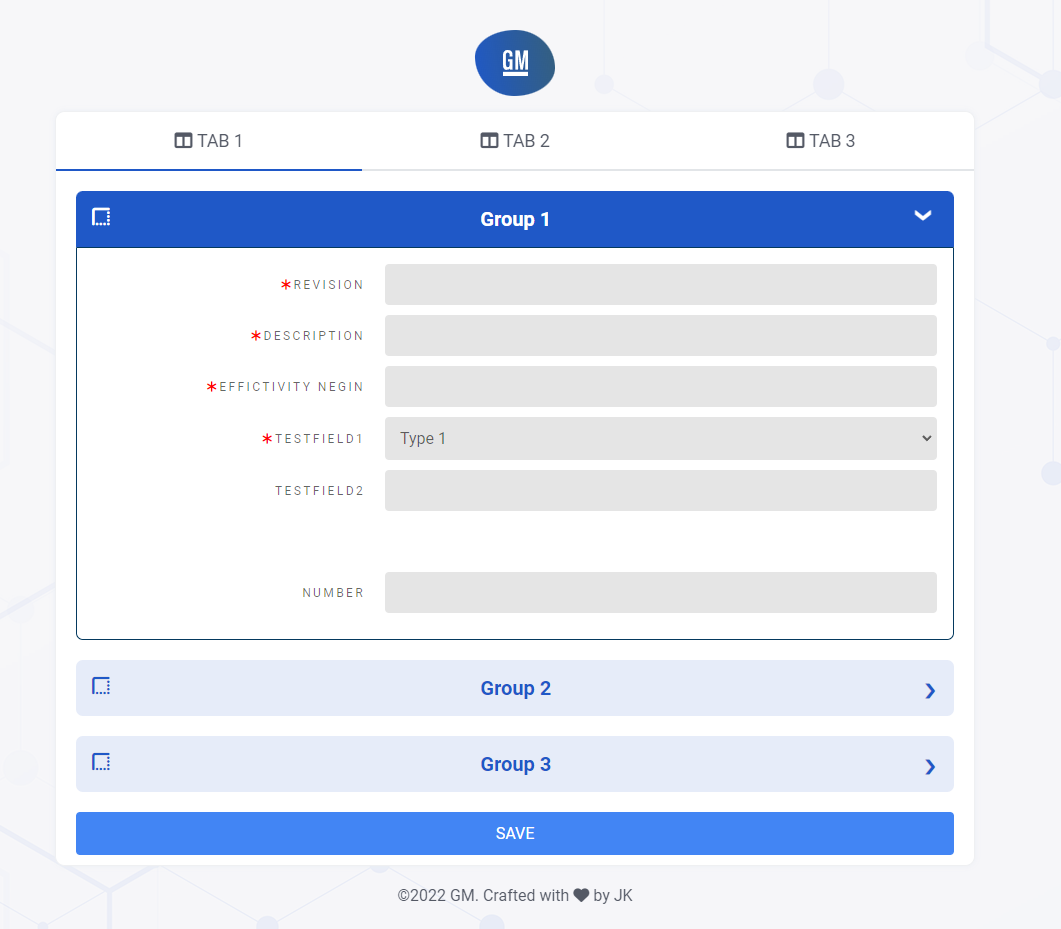 GM
TAB 1 TAB 2 TAB 3
Group 1
*REVISION
*DESCRIPTION
*EFFICTIVITY NEGIN
*TESTFIELD1 Type 1
TESTFIELD2
NUMBER
Group 2
Group 3
SAVE
©2022 GM. Crafted with ♥ by JK